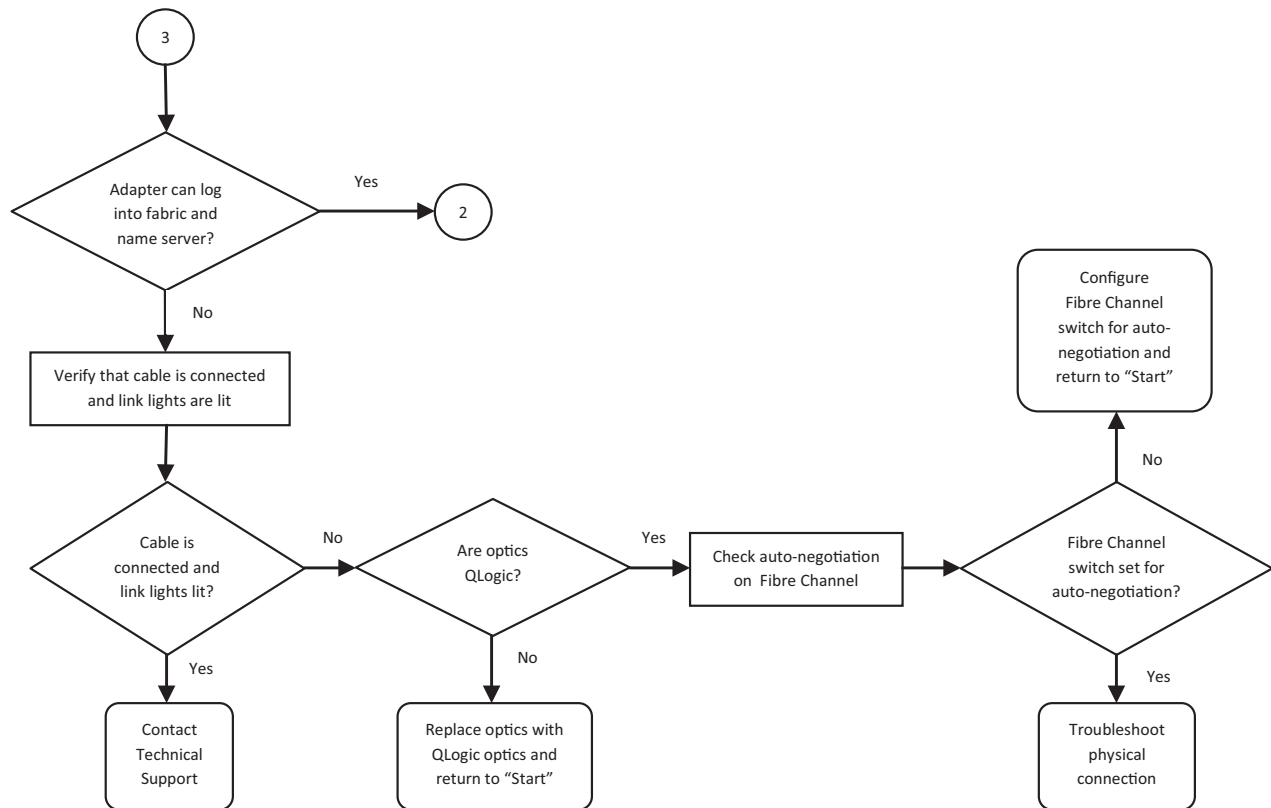 3
Adapter can log
into fabric and
name server?
Yes
2
No
Verify that cable is connected
and link lights are lit
Cable is
connected and
link lights lit?
No
Yes
Contact
Technical
Support
Are optics
QLogic?
Yes
No
Replace optics with
QLogic optics and
return to “Start”
Check auto-negotiation
on Fibre Channel
Fibre Channel
switch set for
auto-negotiation?
No
Configure
Fibre Channel
switch for auto-
negotiation and
return to “Start”
Yes
Troubleshoot
physical
connection